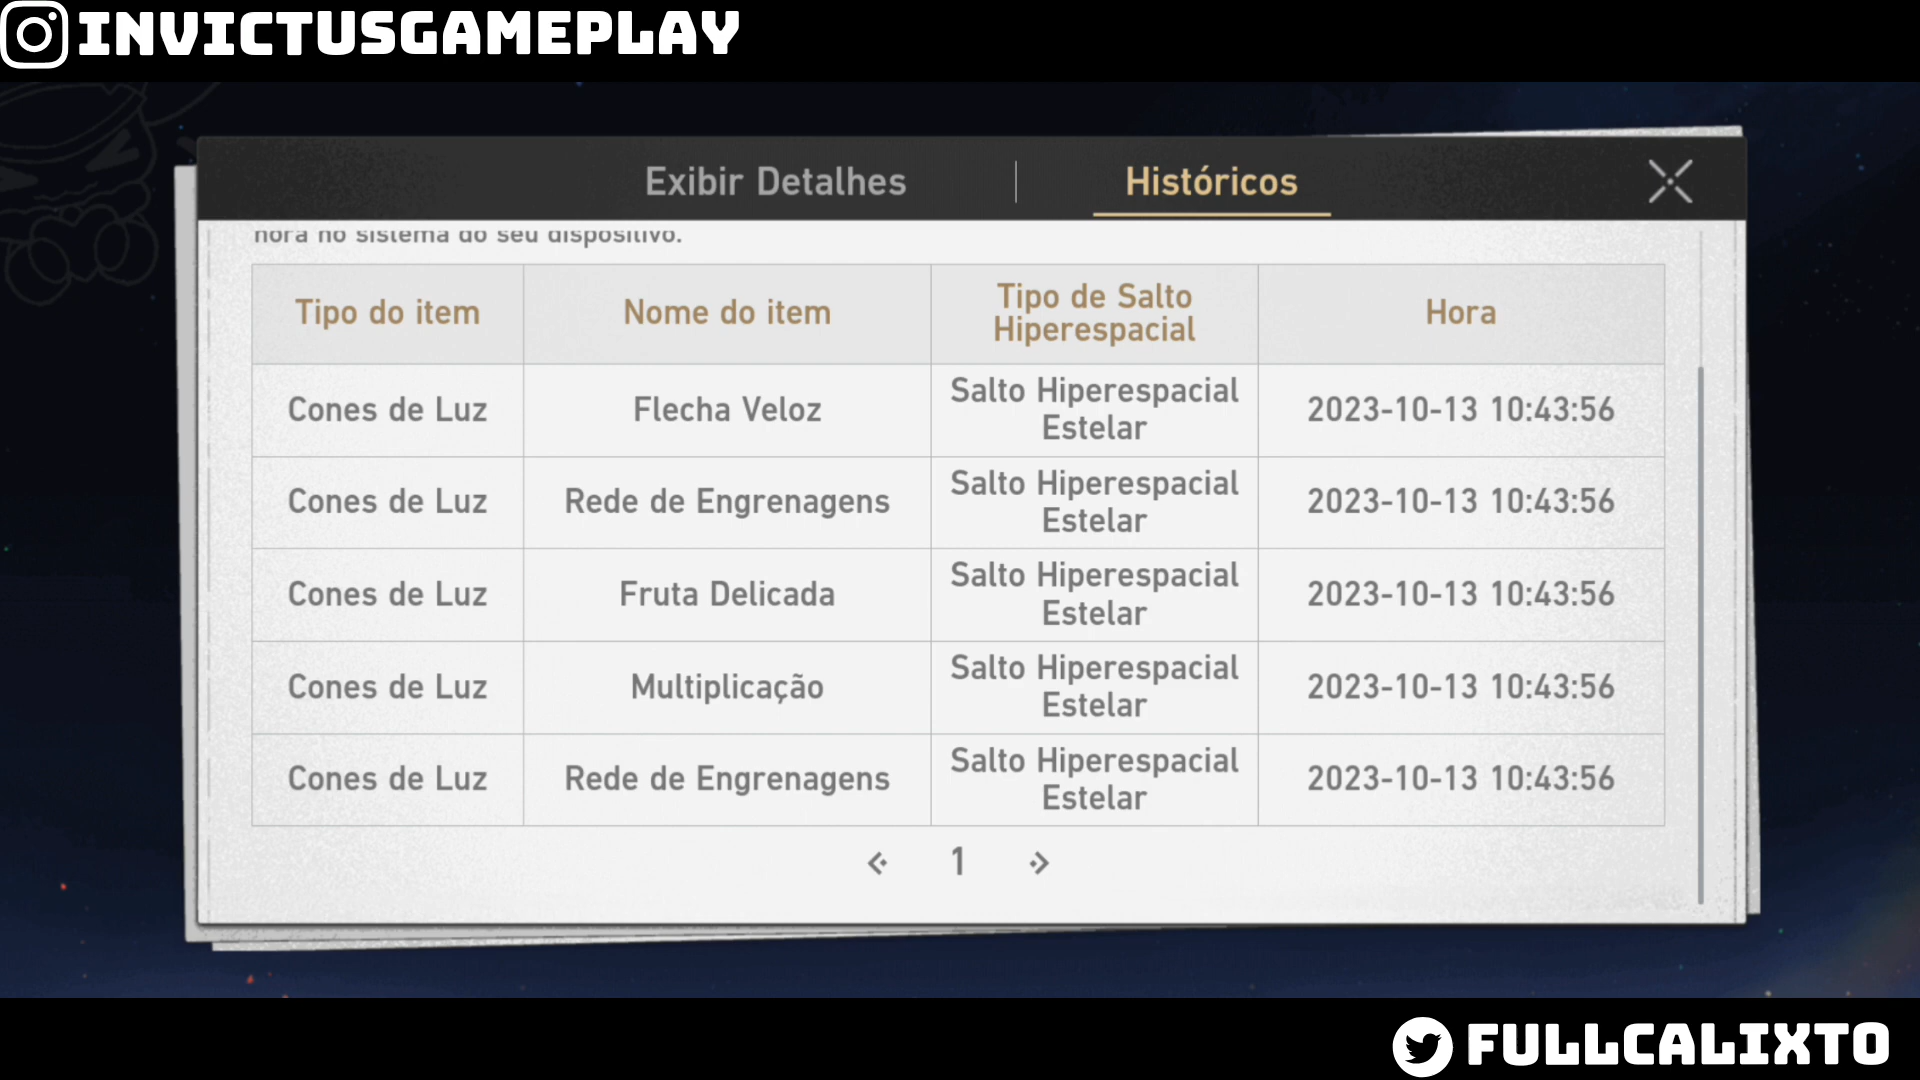 INVICTUSGAMEPLAY
Exibir Detalhes
Históricos
hora no sistema do seu dispositivo.
Tipo do item
Nome do item
Tipo de Salto
Hiperespacial
Hora
Cones de Luz
Flecha Veloz
Salto Hiperespacial
Estelar
2023-10-13 10:43:56
Cones de Luz
Rede de Engrenagens
Salto Hiperespacial
Estelar
2023-10-13 10:43:56
Cones de Luz
Fruta Delicada
Salto Hiperespacial
Estelar
2023-10-13 10:43:56
Cones de Luz
Multiplicação
Salto Hiperespacial
Estelar
2023-10-13 10:43:56
Cones de Luz
Rede de Engrenagens
Salto Hiperespacial
Estelar
2023-10-13 10:43:56
1
FULLCALIXTO